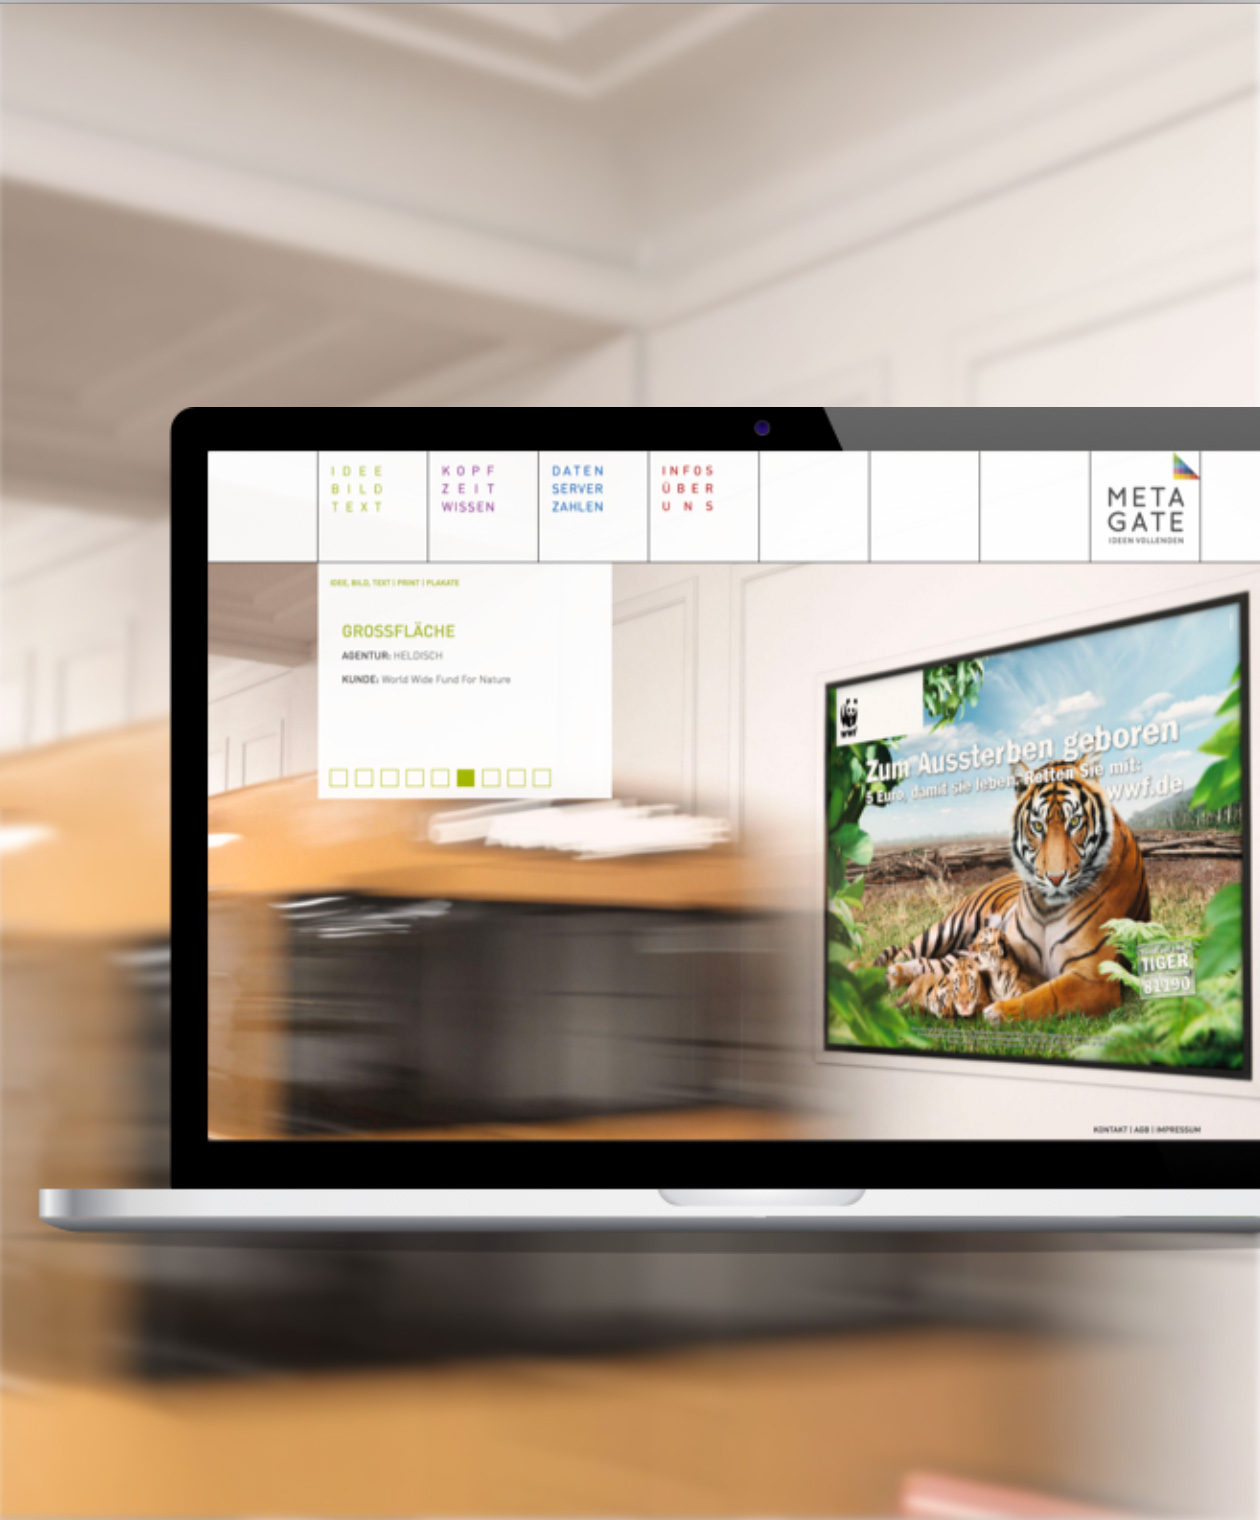 IDEE
BILD
TEXT
KOPF
ZEIT
WISSEN
DATEN
SERVER
ZAHLEN
INFOS
ÜBER
UNS
META
GATE
IDEEN VOLLENDEN
IDEE, BILD, TEXT | PRINT | PLAKATE
GROSSFLÄCHE
AGENTUR: HELDISCH
KUNDE: World Wide Fund For Nature
WWF
Zum Aussterben geboren
5 Euro, damit sie leben. Retten Sie mit:
wwf.de
TIGER
81190
KONTAKT | AGB | IMPRESSUM